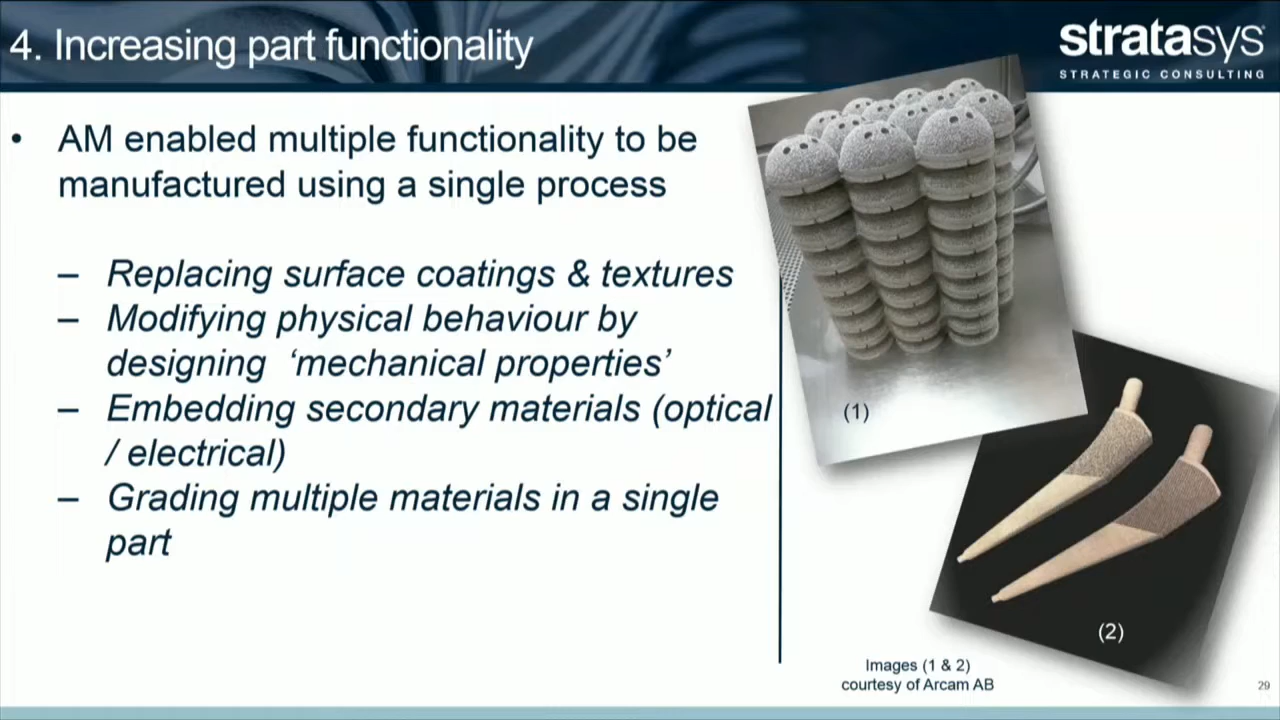 4. Increasing part functionality
stratasys
STRATEGIC CONSULTING
• AM enabled multiple functionality to be
manufactured using a single process
– Replacing surface coatings & textures
– Modifying physical behaviour by
designing ‘mechanical properties’
– Embedding secondary materials (optical
/ electrical)
– Grading multiple materials in a single
part
(1)
(2)
Images (1 & 2)
courtesy of Arcam AB
29